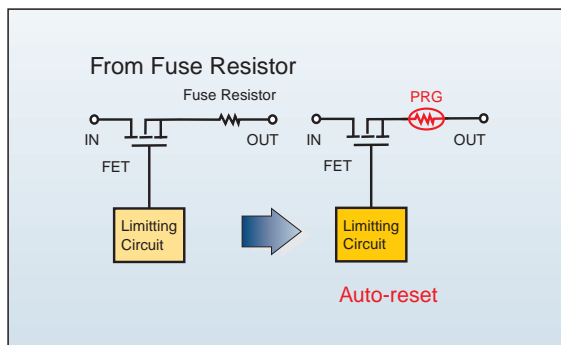 From Fuse Resistor
Fuse Resistor
IN
OUT
FET
Limitting
Circuit
PRG
IN
OUT
FET
Limitting
Circuit
Auto-reset